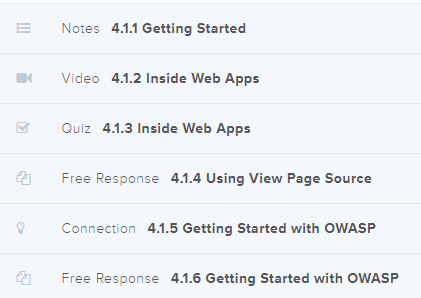 Notes 4.1.1 Getting Started
Video 4.1.2 Inside Web Apps
Quiz 4.1.3 Inside Web Apps
Free Response 4.1.4 Using View Page Source
Connection 4.1.5 Getting Started with OWASP
Free Response 4.1.6 Getting Started with OWASP